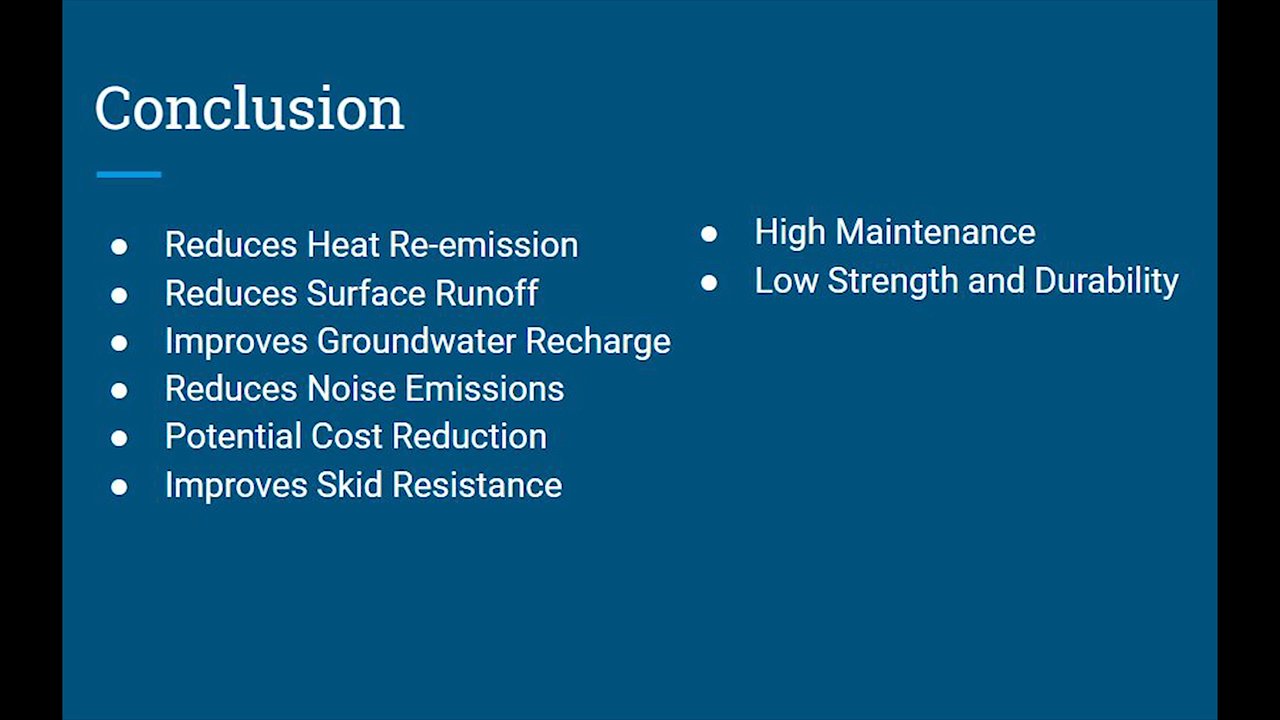 Conclusion
● Reduces Heat Re-emission
● Reduces Surface Runoff
● Improves Groundwater Recharge
● Reduces Noise Emissions
● Potential Cost Reduction
● Improves Skid Resistance
● High Maintenance
● Low Strength and Durability